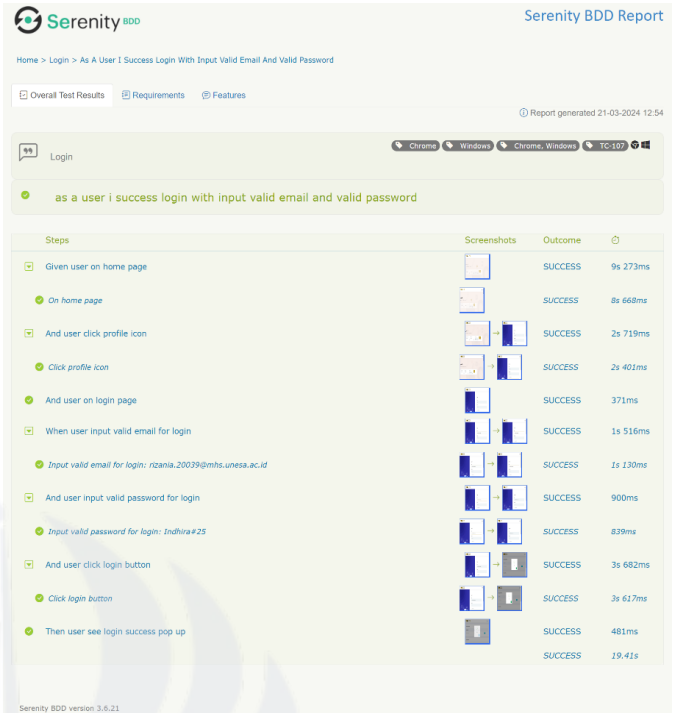 Serenity BDD
Serenity BDD Report
Home > Login > As A User I Success Login With Input Valid Email And Valid Password
Overall Test Results Requirements Features
Report generated 21-03-2024 12:54
Login Chrome Windows Chrome, Windows TC-107
as a user i success login with input valid email and valid password
Steps Screenshots Outcome
Given user on home page SUCCESS 9s 273ms
On home page SUCCESS 8s 668ms
And user click profile icon SUCCESS 2s 719ms
Click profile icon SUCCESS 2s 401ms
And user on login page SUCCESS 371ms
When user input valid email for login SUCCESS 1s 516ms
Input valid email for login: rizania.20039@mhs.unesa.ac.id SUCCESS 1s 130ms
And user input valid password for login SUCCESS 900ms
Input valid password for login: Indhira#25 SUCCESS 839ms
And user click login button SUCCESS 3s 682ms
Click login button SUCCESS 3s 617ms
Then user see login success pop up SUCCESS 481ms
SUCCESS 19.41s
Serenity BDD version 3.6.21